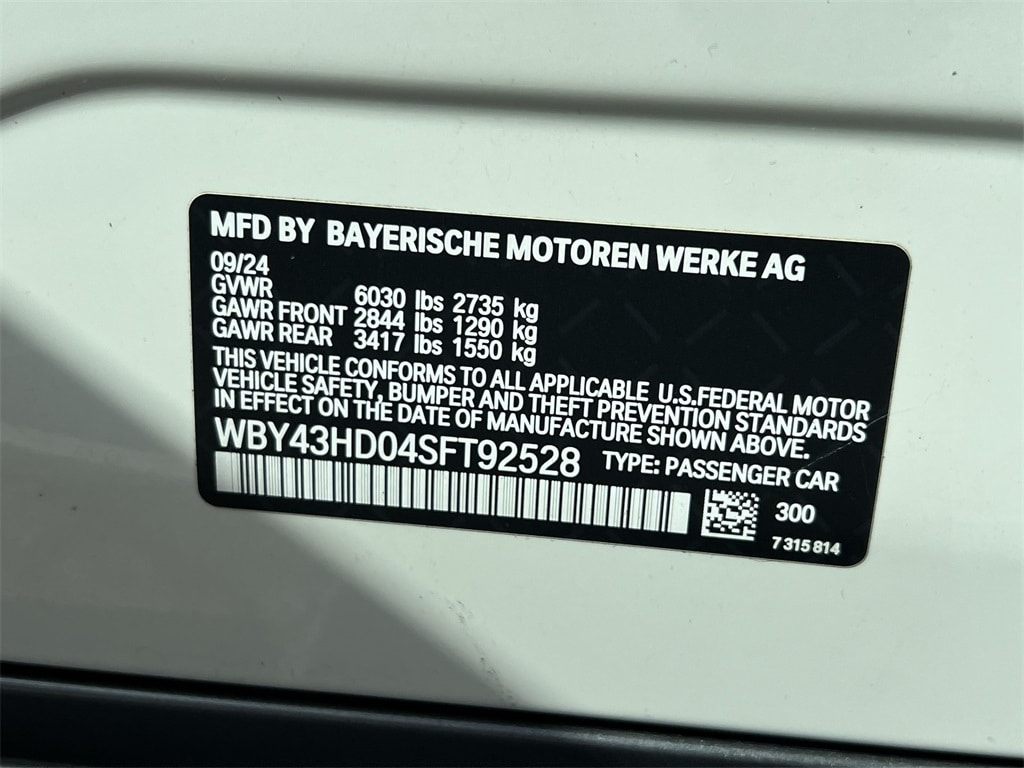 MFD BY BAYERISCHE MOTOREN WERKE AG
09/24
GVWR 6030 lbs 2735 kg
GAWR FRONT 2844 lbs 1290 kg
GAWR REAR 3417 lbs 1550 kg
THIS VEHICLE CONFORMS TO ALL APPLICABLE U.S.FEDERAL MOTOR
VEHICLE SAFETY, BUMPER AND THEFT PREVENTION STANDARDS
IN EFFECT ON THE DATE OF MANUFACTURE SHOWN ABOVE.
WBY43HD04SFT92528 TYPE: PASSENGER CAR
300
7 315 814